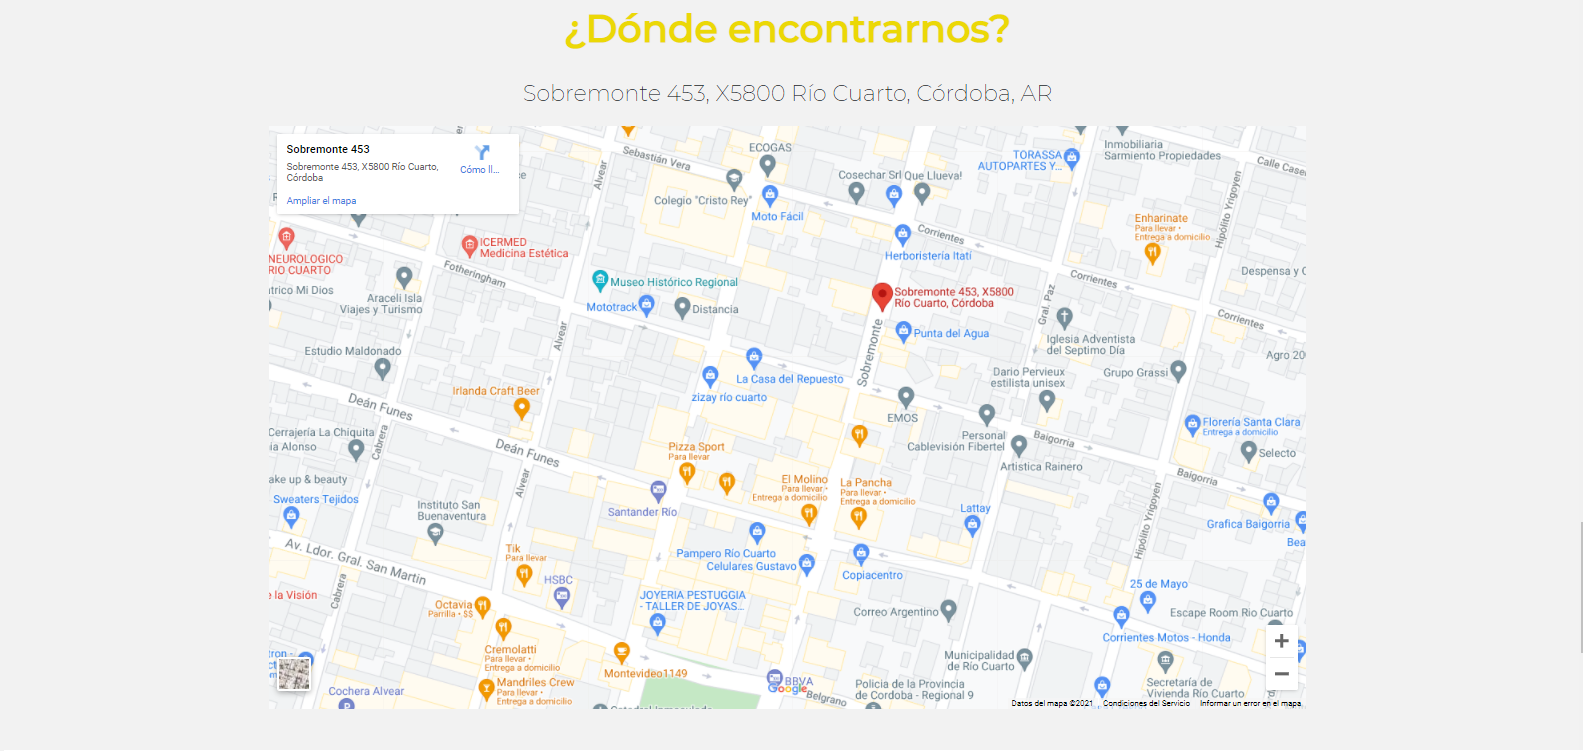 ¿Dónde encontrarnos?
Sobremonte 453, X5800 Río Cuarto, Córdoba, AR
Sobremonte 453
Sobremonte 453, X5800 Río Cuarto,
Córdoba
Cómo ll...
Ampliar el mapa
Sebastián Vera
ECOGAS
Alvear
Colegio "Cristo Rey"
Moto Fácil
Cosechar Srl
Que Llueva!
TORASSA
AUTOPARTES Y...
Inmobiliaria
Sarmiento Propiedades
Calle Caser
Hipólito Yrigoyen
Enharinate
Para llevar •
Entrega a domicilio
Corrientes
Herboristería Itatí
NEUROLOGICO
RIO CUARTO
ICERMED
Medicina Estética
Fotheringham
trico Mi Dios
Araceli Isla
Viajes y Turismo
Museo Histórico Regional
Mototrack
Distancia
Sobremonte 453, X5800
Río Cuarto, Córdoba
Corrientes
Despensa y C
Gral. Paz
Corrientes
Punta del Agua
Iglesia Adventista
del Septimo Día
Alvear
Sobremonte
Estudio Maldonado
La Casa del Repuesto
zizay río cuarto
Dario Pervieux
estilista unisex
Grupo Grassi
Agro 20
Irlanda Craft Beer
Deán Funes
EMOS
Cerrajería La Chiquita
ia Alonso
Cabrera
Deán Funes
Pizza Sport
Para llevar
Personal
Cablevisión Fibertel
Baigorria
Florería Santa Clara
Entrega a domicilio
Selecto
Artistica Rainero
Baigorria
ake up & beauty
Sweaters Tejidos
Alvear
El Molino
Para llevar •
Entrega a domicilio
La Pancha
Para llevar •
Entrega a domicilio
Instituto San
Buenaventura
Santander Río
Lattay
Hipólito Yrigoyen
Grafica Baigorria
Bea
Av. Ldor. Gral. San Martín
Tik
Para llevar
HSBC
Pampero Río Cuarto
Celulares Gustavo
Copiacentro
25 de Mayo
Cabrera
e la Visión
Octavia
Parrilla • $$
JOYERIA PESTUGGIA
- TALLER DE JOYAS...
Correo Argentino
Escape Room Rio Cuarto
Corrientes Motos - Honda
Cremolatti
Para llevar •
Entrega a domicilio
tron -
Montevideo1149
Municipalidad
de Río Cuarto
Mandriles Crew
Para llevar •
Entrega a domicilio
Cochera Alvear
BBVA
Google
Belgrano
Policia de la Provincia
de Cordoba - Regional 9
Secretaría de
Vivienda Río Cuarto
Datos del mapa ©2021
Condiciones del Servicio
Informar un error en el mapa